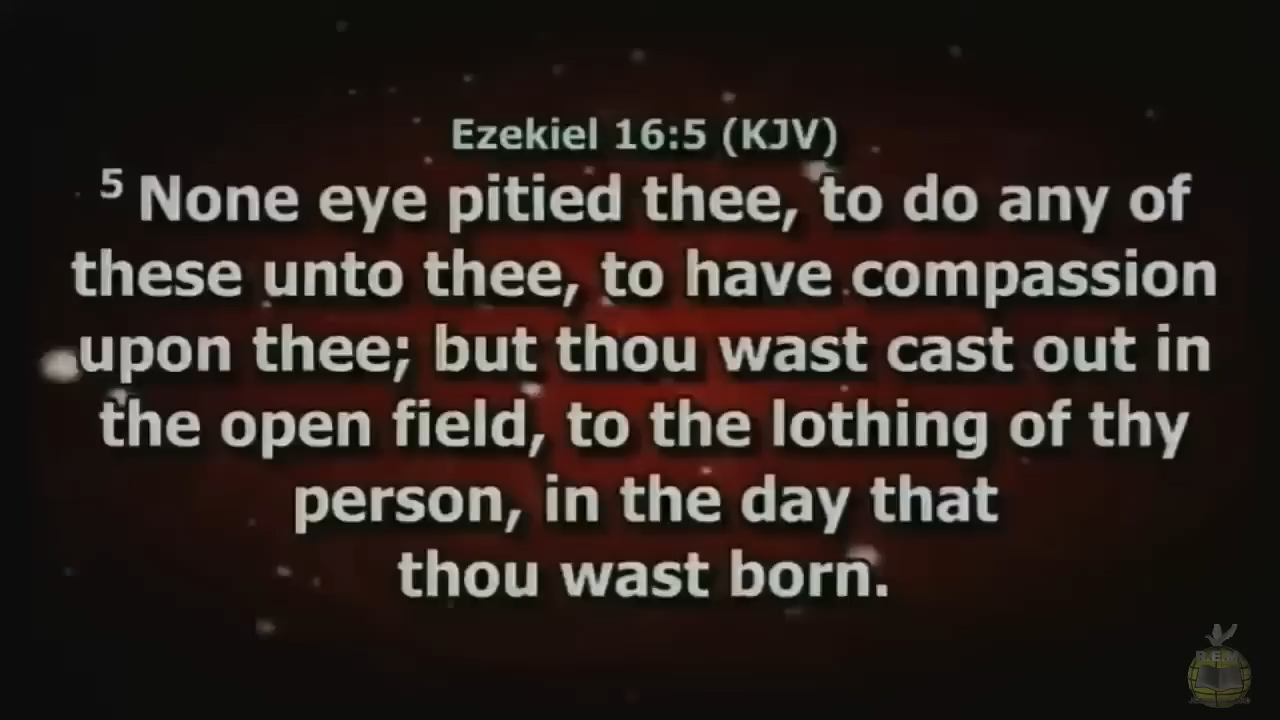 Ezekiel 16:5 (KJV)
5 None eye pitied thee, to do any of
these unto thee, to have compassion
upon thee; but thou wast cast out in
the open field, to the lothing of thy
person, in the day that
thou wast born.
R.E.M